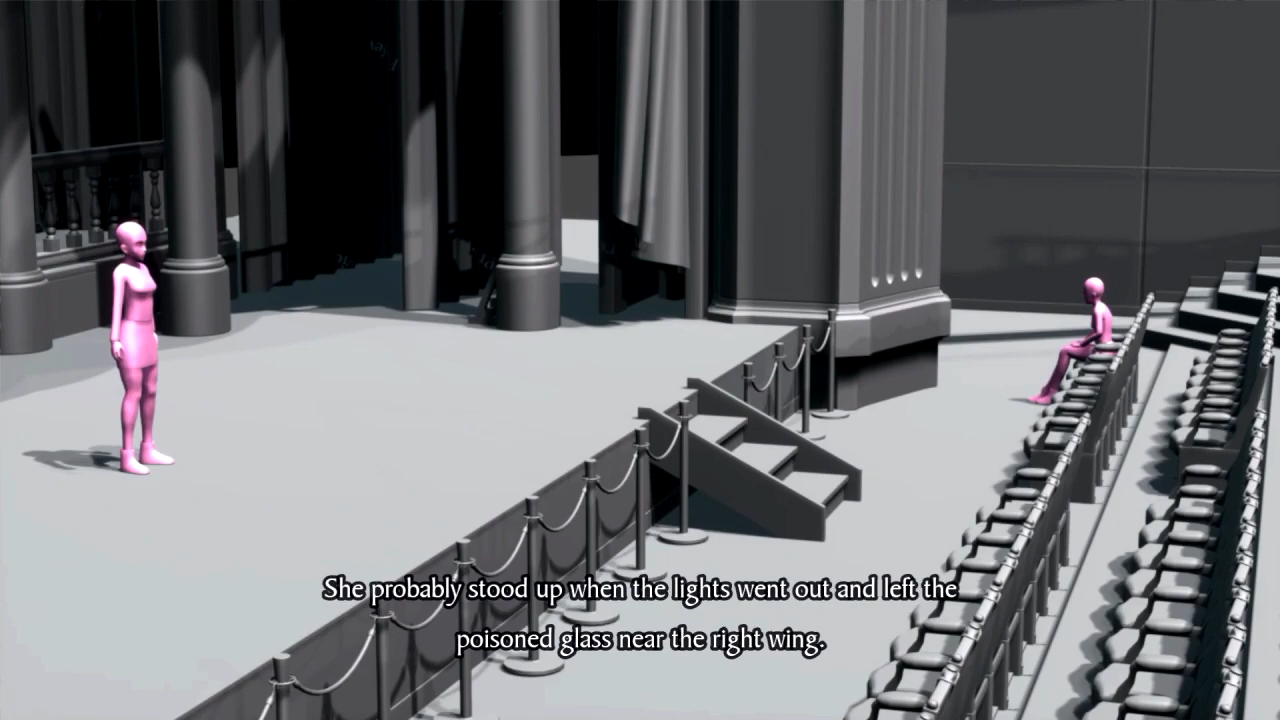 She probably stood up when the lights went out and left the
poisoned glass near the right wing.